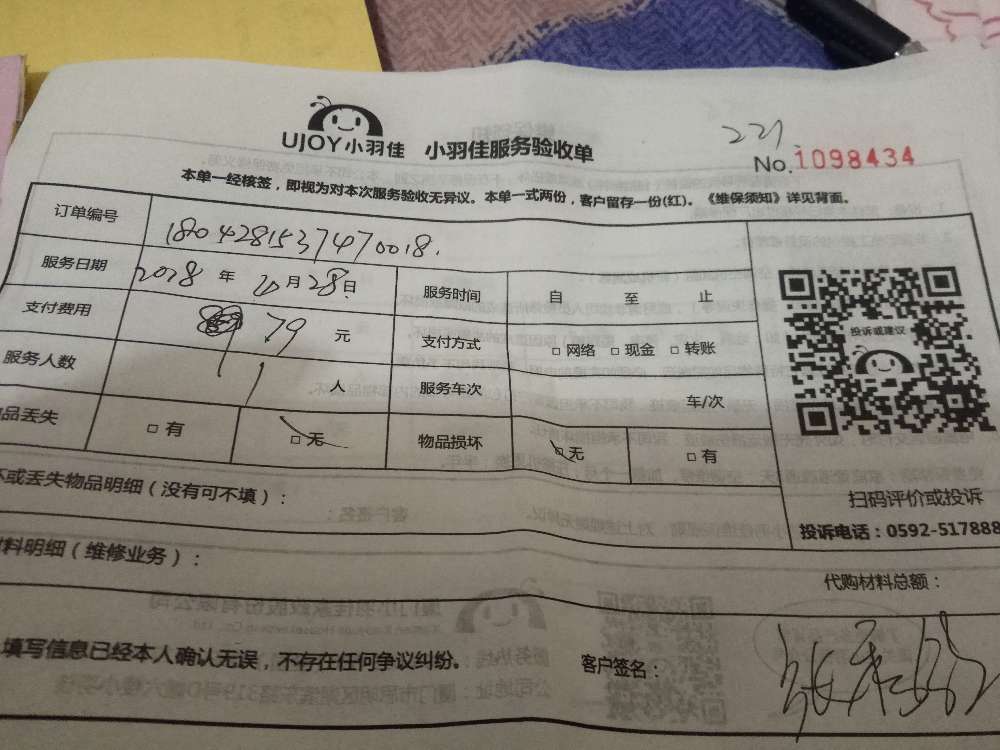 221
UJOY小羽佳 小羽佳服务验收单
No.1098434
本单一经核签，即视为对本次服务验收无异议。本单一式两份，客户留存一份(红)。《维保须知》详见背面。
订单编号 1804281537470018.
服务日期 年 月28日 服务时间 自 至 止
支付费用 79 元 支付方式 □ 网络 □ 现金 □ 转账
服务人数 1 人 服务车次 车/次
品丢失 □ 有 □ 无 物品损坏 □ 无 □ 有
投诉或建议
扫码评价或投诉
投诉电话：0592-517888
坏或丢失物品明细（没有可不填）：
材料明细（维修业务）：
代购材料总额：
填写信息已经本人确认无误，不存在任何争议纠纷。
客户签名：